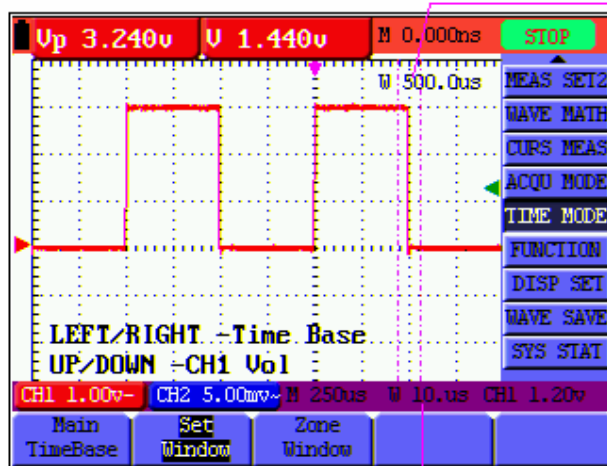 Vp 3.240v V 1.440v M 0.000ns STOP
W 500.0us
MEAS SET2
WAVE MATH
CURS MEAS
ACQU MODE
TIME MODE
FUNCTION
DISP SET
WAVE SAVE
SYS STAT
LEFT/RIGHT -Time Base
UP/DOWN -CH1 Vol
CH1 1.00v- CH2 5.00mv~ M 250us W 10.us CH1 1.20v
Main TimeBase
Set Window
Zone Window